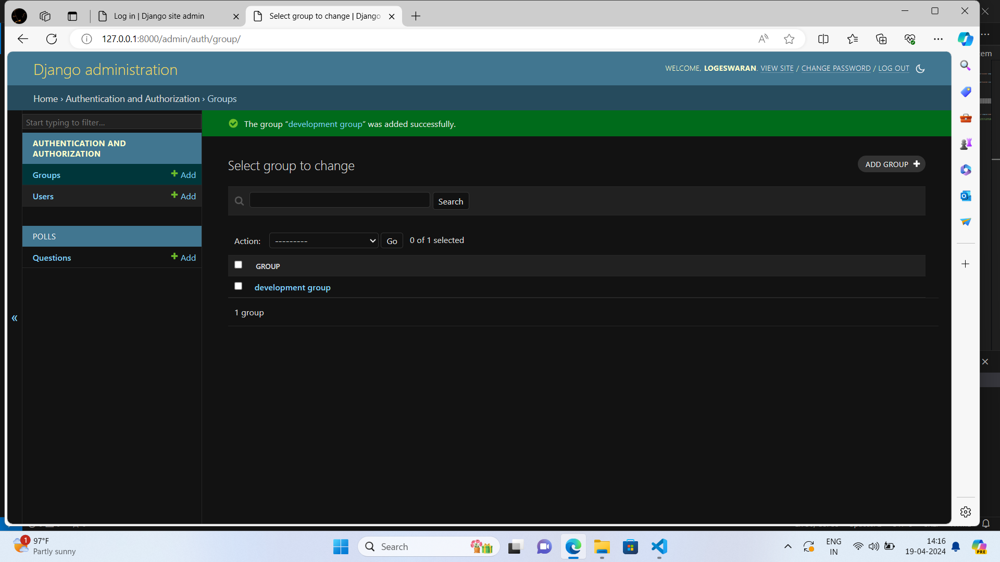 Log in | Django site admin
Select group to change | Django
127.0.0.1:8000/admin/auth/group/
Django administration
WELCOME, LOGESWARAN. VIEW SITE / CHANGE PASSWORD / LOG OUT
Home › Authentication and Authorization › Groups
Start typing to filter...
The group “development group” was added successfully.
AUTHENTICATION AND
AUTHORIZATION
Groups
Add
Users
Add
POLLS
Questions
Add
Select group to change
ADD GROUP
Search
Action:
---------
Go
0 of 1 selected
GROUP
development group
1 group
«
1
97°F
Partly sunny
Search
PRE
ENG
IN
14:16
19-04-2024